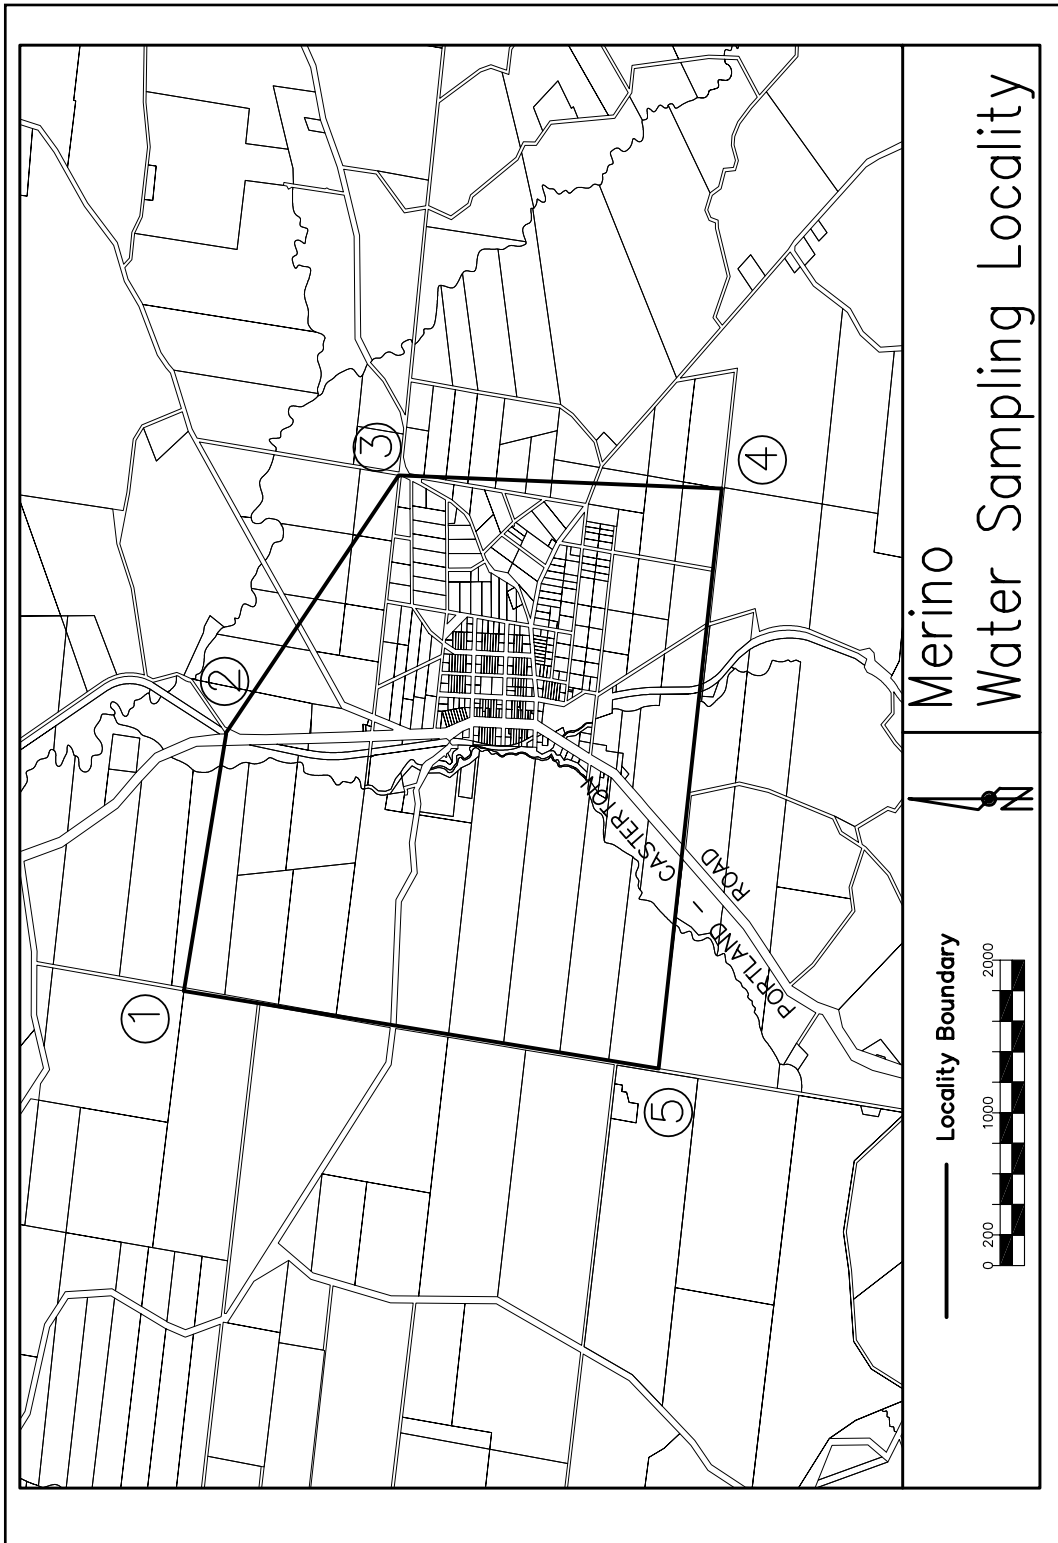 Merino
Water Sampling Locality
1
2
3
4
5
PORTLAND - CASTERTON
ROAD
N
Locality Boundary
0 200 1000 2000